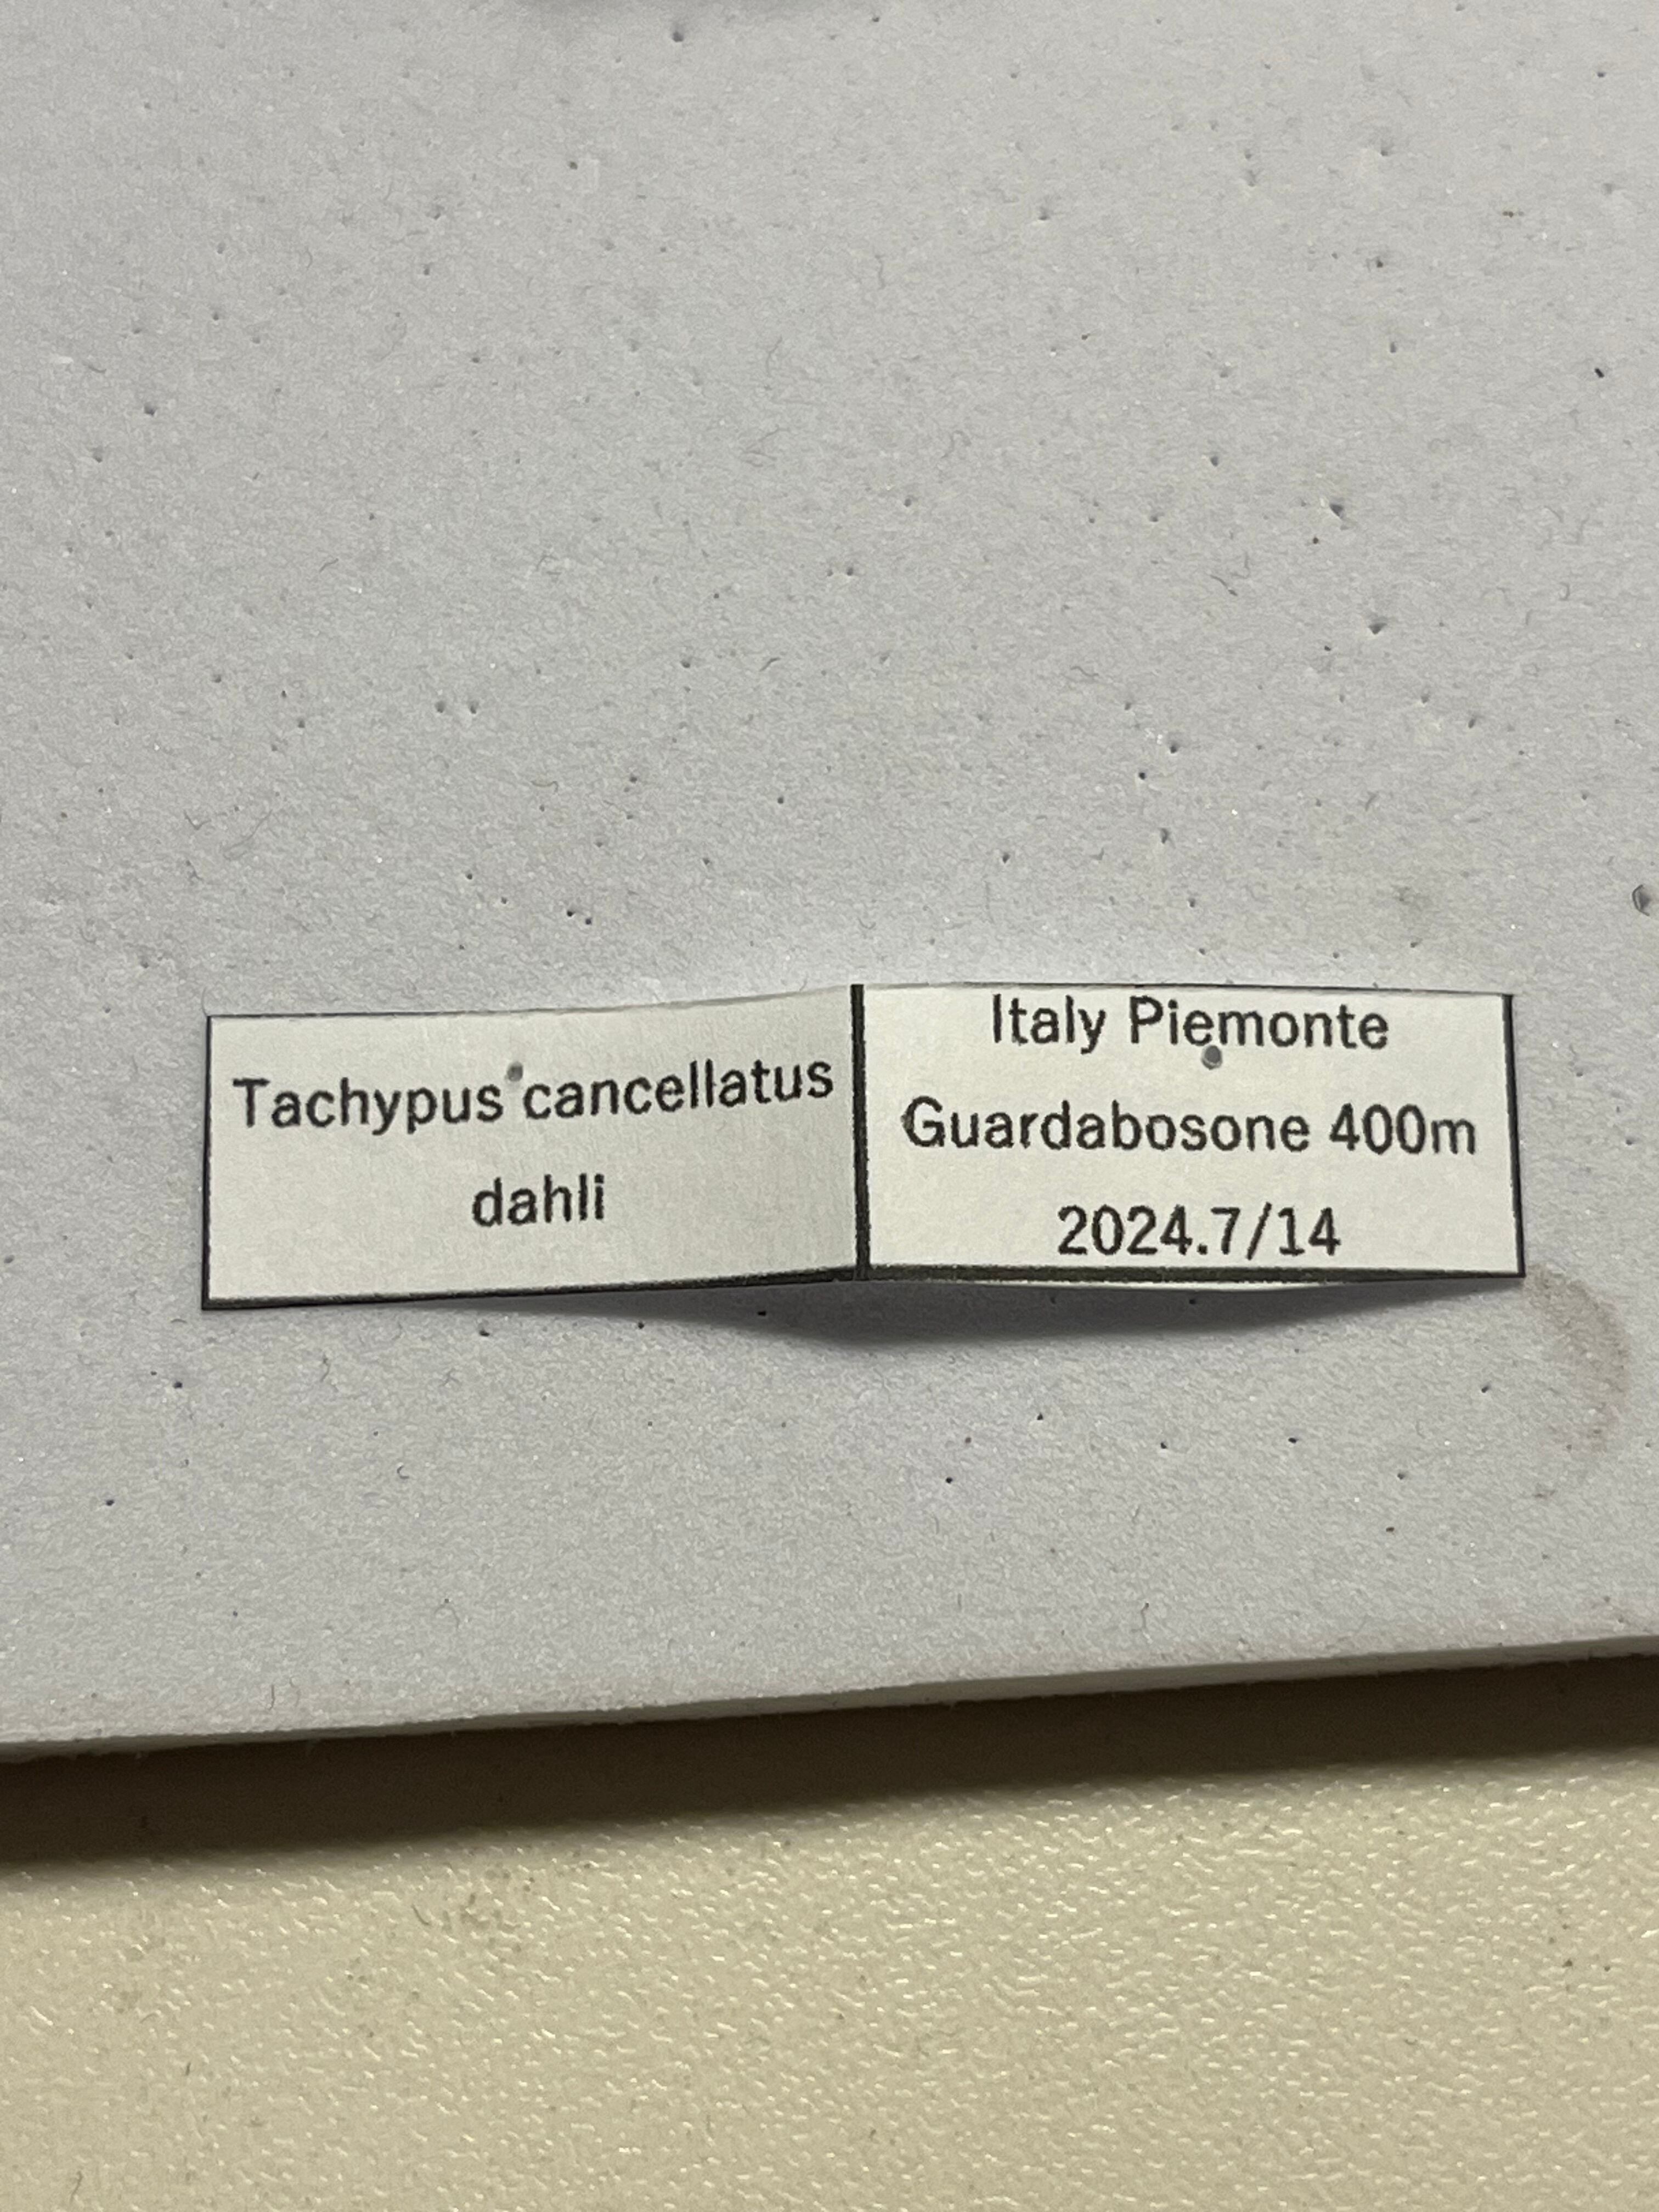 Tachypus cancellatus
dahli
Italy Piemonte
Guardabosone 400m
2024.7/14